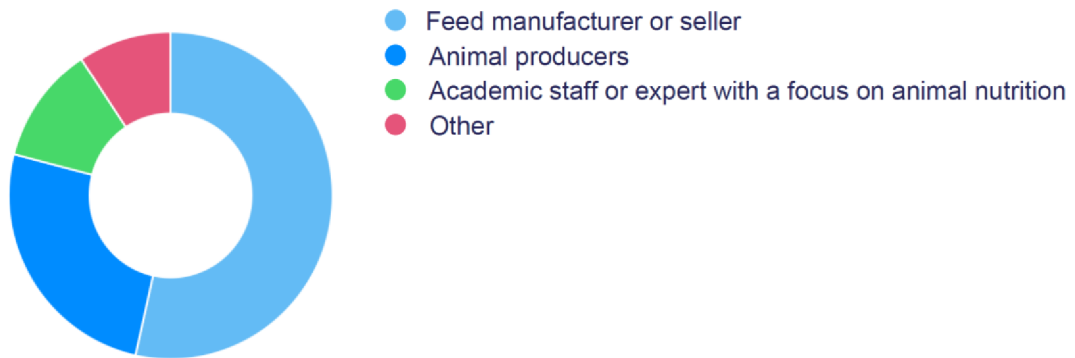 Feed manufacturer or seller
Animal producers
Academic staff or expert with a focus on animal nutrition
Other